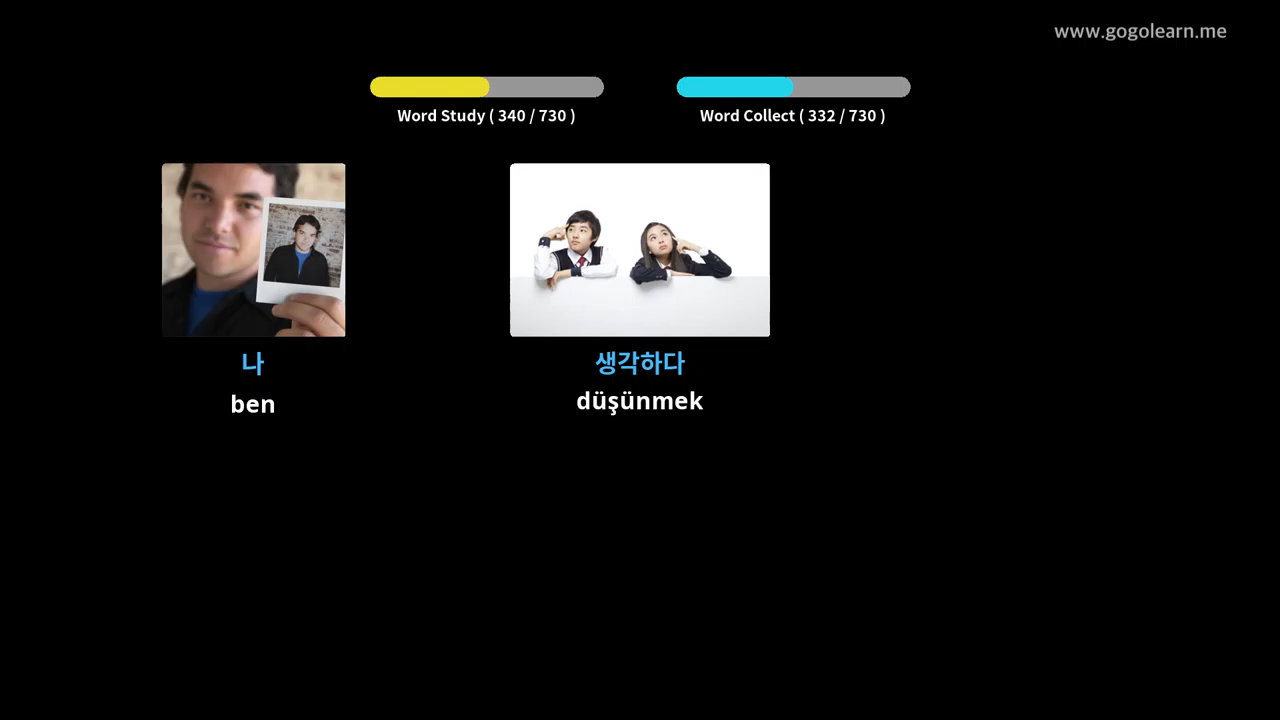 www.gogolearn.me
Word Study ( 340 / 730 )
Word Collect ( 332 / 730 )
나
생각하다
ben
düşünmek